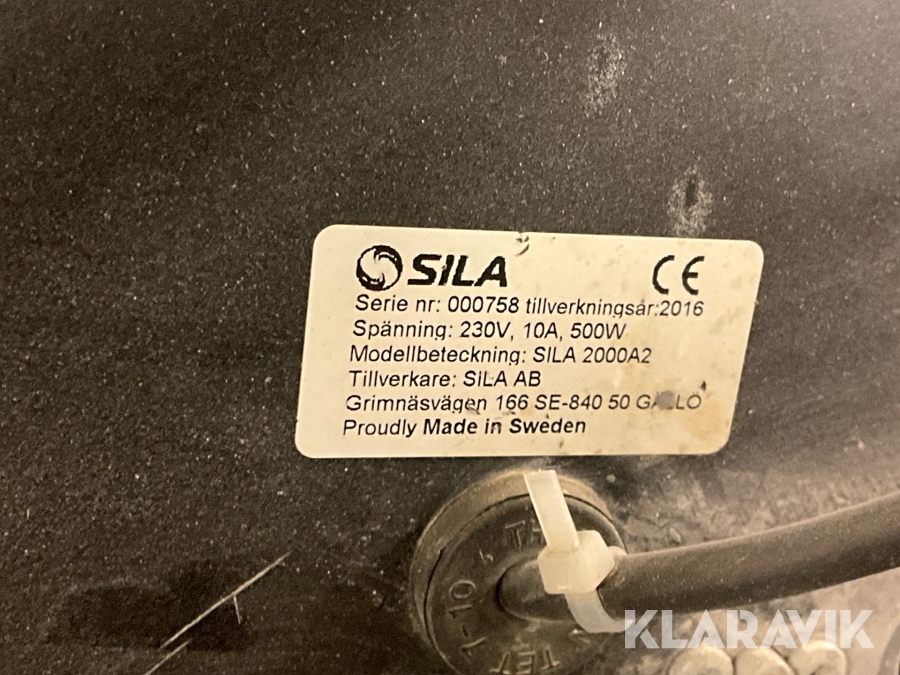 SILA CE
Serie nr: 000758 tillverkningsår:2016
Spänning: 230V, 10A, 500W
Modellbeteckning: SILA 2000A2
Tillverkare: SILA AB
Grimnäsvägen 166 SE-840 50
Proudly Made in Sweden
KLARAVIK